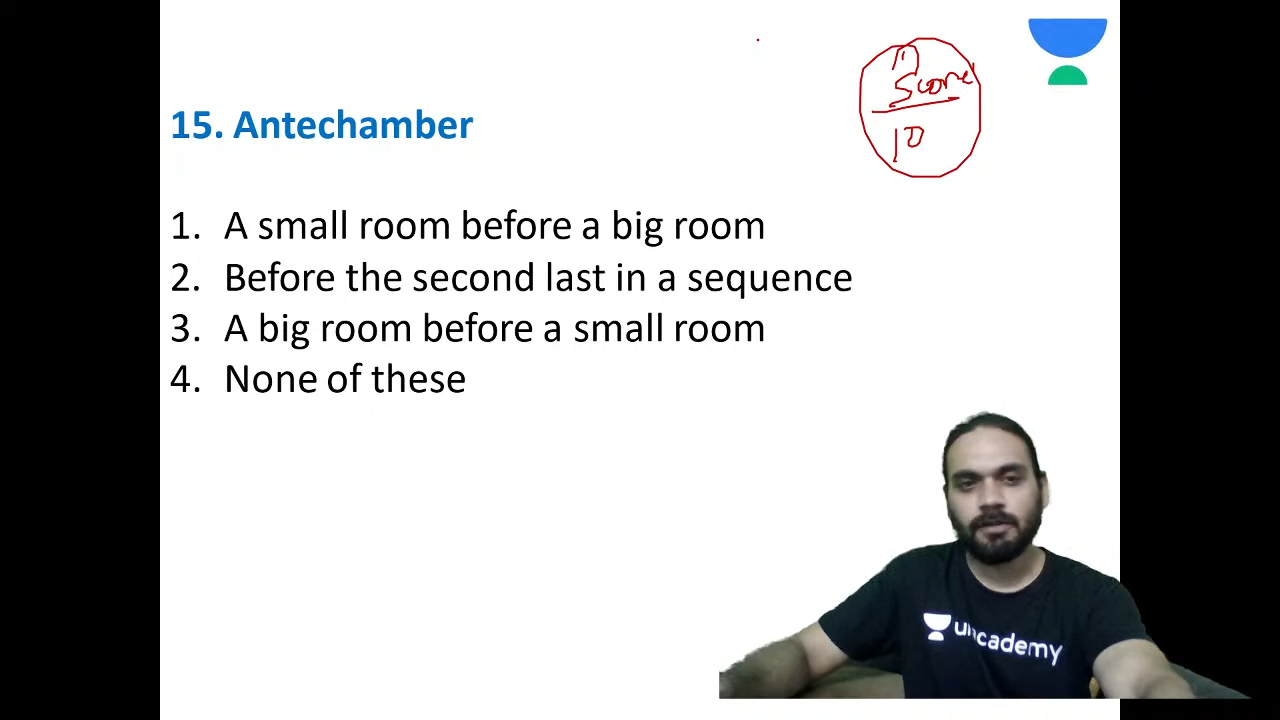 Score
10
15. Antechamber
1. A small room before a big room
2. Before the second last in a sequence
3. A big room before a small room
4. None of these
unacademy